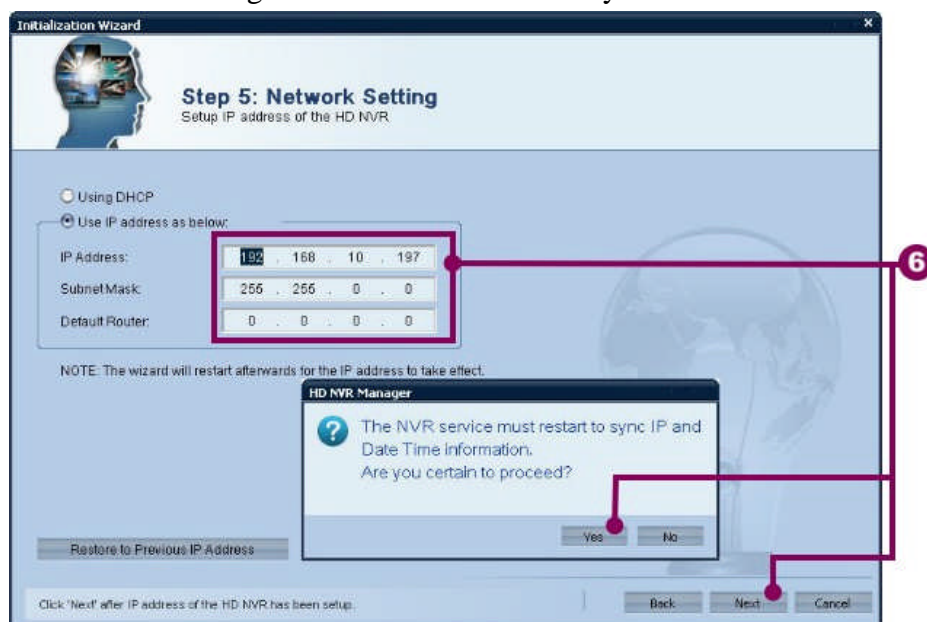 Initialization Wizard
Step 5: Network Setting
Setup IP address of the HD NVR
Using DHCP
Use IP address as below:
IP Address: 192 . 168 . 10 . 197
Subnet Mask: 255 . 255 . 0 . 0
Default Router: 0 . 0 . 0 . 0
NOTE: The wizard will restart afterwards for the IP address to take effect.
HD NVR Manager
The NVR service must restart to sync IP and
Date Time information.
Are you certain to proceed?
Yes No
Restore to Previous IP Address
Click 'Next' after IP address of the HD NVR has been setup.
Back Next Cancel
6